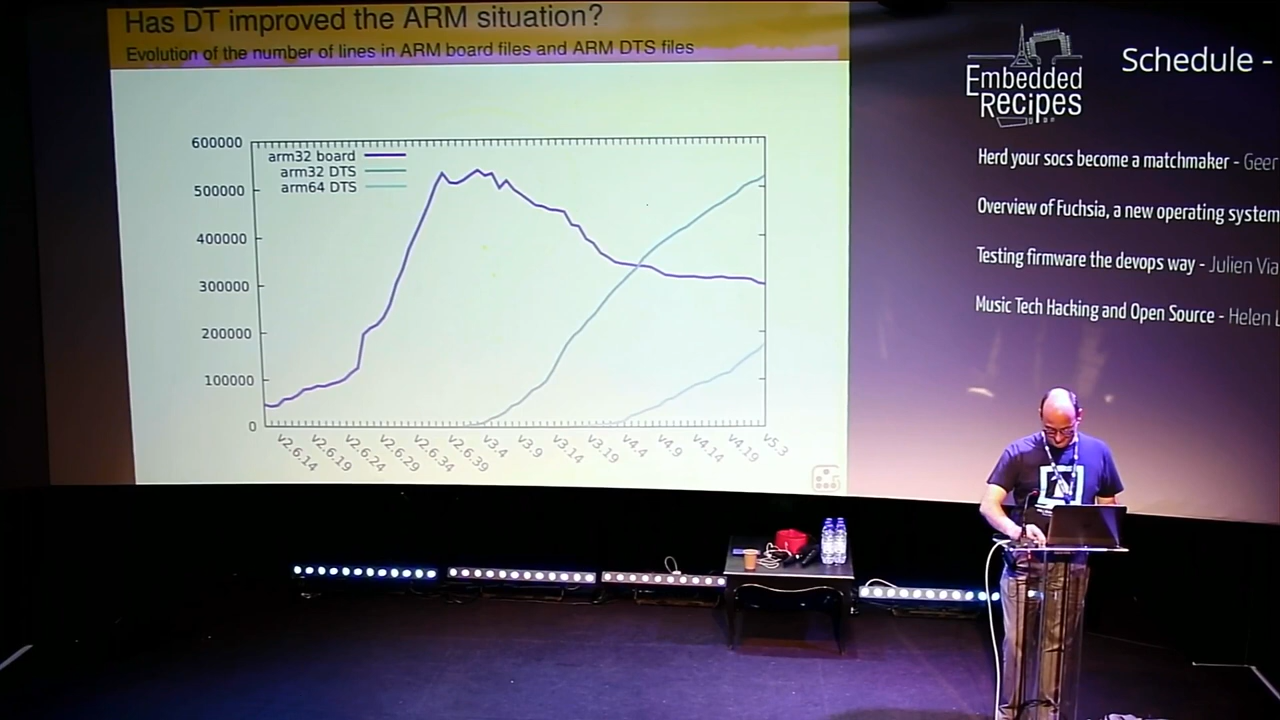 Has DT improved the ARM situation?
Evolution of the number of lines in ARM board files and ARM DTS files
600000
500000
400000
300000
200000
100000
0
arm32 board
arm32 DTS
arm64 DTS
v2.6.14
v2.6.19
v2.6.24
v2.6.29
v2.6.34
v2.6.39
v3.4
v3.9
v3.14
v3.19
v4.4
v4.9
v4.14
v4.19
v5.3
Embedded
Recipes
Schedule -
Herd your socs become a matchmaker - Geer
Overview of Fuchsia, a new operating system
Testing firmware the devops way - Julien Via
Music Tech Hacking and Open Source - Helen L